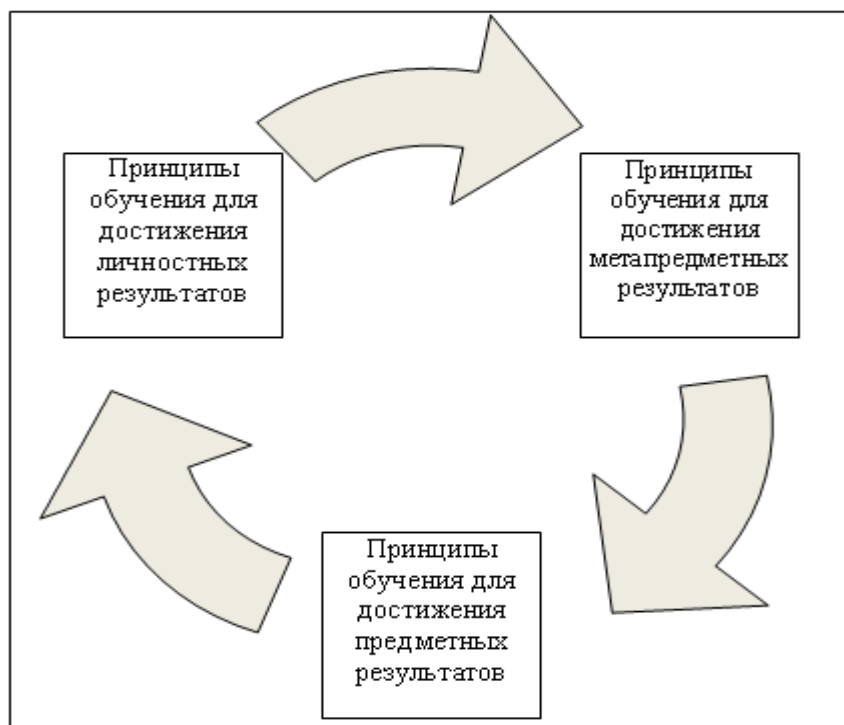 Принципы
обучения для
достижения
личностных
результатов
Принципы
обучения для
достижения
метапредметных
результатов
Принципы
обучения для
достижения
предметных
результатов